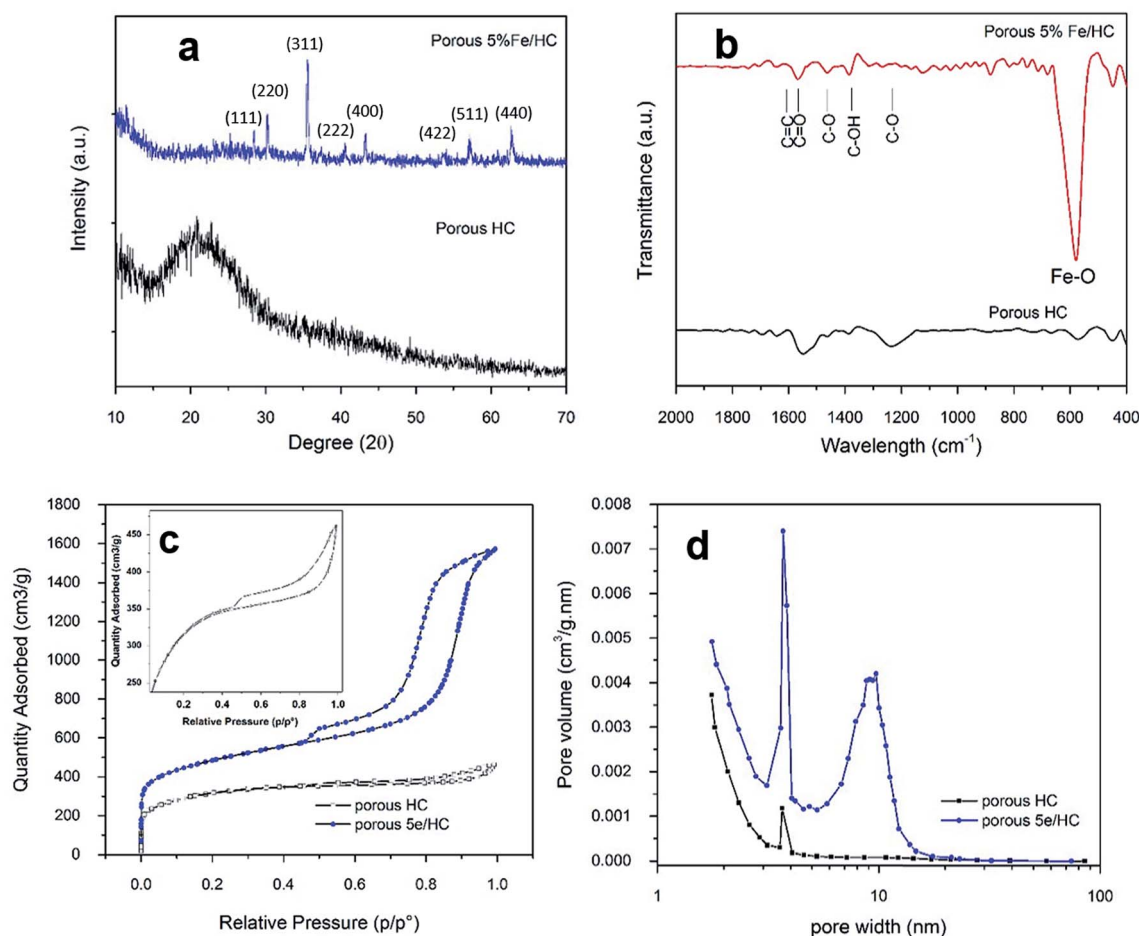 a
Porous 5%Fe/HC
(311)
(220)
(111)
(222)
(400)
(422)
(511)
(440)
Porous HC
Intensity (a.u.)
10 20 30 40 50 60 70
Degree (2θ)
b
Porous 5% Fe/HC
C=C
C=O
C-O
C-OH
C-O
Fe-O
Porous HC
Transmittance (a.u.)
2000 1800 1600 1400 1200 1000 800 600 400
Wavelength (cm⁻¹)
c
1800
1600
1400
1200
1000
800
600
400
200
0
Quantity Adsorbed (cm3/g)
450
400
350
300
250
Quantity Adsorbed (cm3/g)
0.0 0.2 0.4 0.6 0.8 1.0
Relative Pressure (p/p°)
porous HC
porous 5e/HC
0.0 0.2 0.4 0.6 0.8 1.0
Relative Pressure (p/p°)
d
0.008
0.007
0.006
0.005
0.004
0.003
0.002
0.001
0.000
Pore volume (cm³/g.nm)
porous HC
porous 5e/HC
1 10 100
pore width (nm)